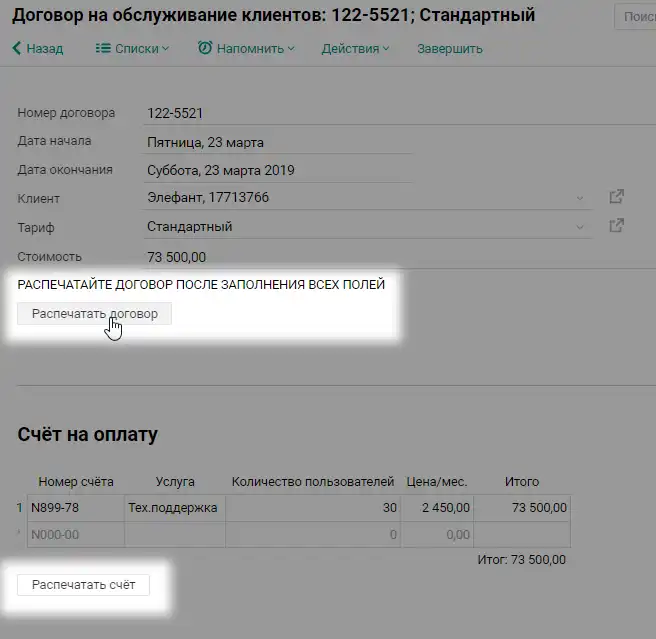 Договор на обслуживание клиентов: 122-5521; Стандартный
Поис
Назад Списки Напомнить Действия Завершить
Номер договора 122-5521
Дата начала Пятница, 23 марта
Дата окончания Суббота, 23 марта 2019
Клиент Элефант, 17713766
Тариф Стандартный
Стоимость 73 500,00
РАСПЕЧАТАЙТЕ ДОГОВОР ПОСЛЕ ЗАПОЛНЕНИЯ ВСЕХ ПОЛЕЙ
Распечатать договор
Счёт на оплату
Номер счёта Услуга Количество пользователей Цена/мес. Итого
1 N899-78 Тех.поддержка 30 2 450,00 73 500,00
* N000-00 0 0,00
Итог: 73 500,00
Распечатать счёт